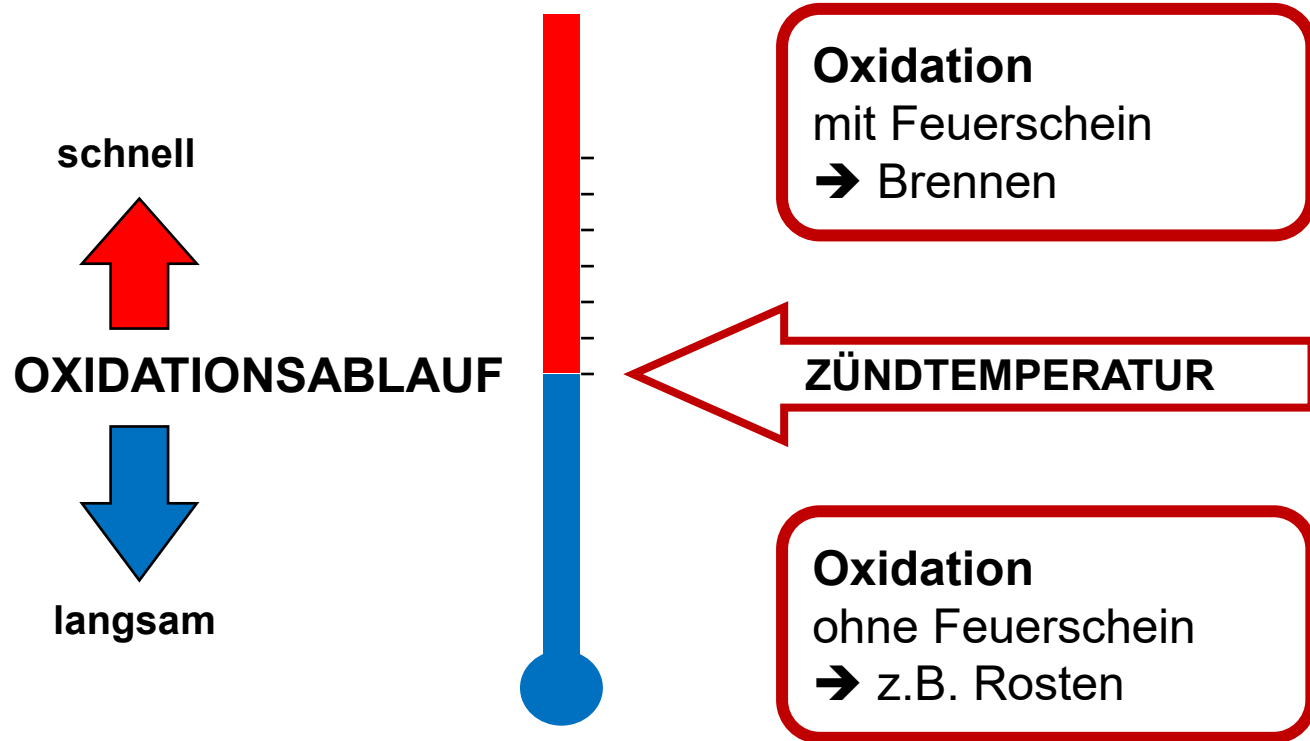 schnell
OXIDATIONSABLAUF
langsam
Oxidation
mit Feuerschein
➔ Brennen
ZÜNDTEMPERATUR
Oxidation
ohne Feuerschein
➔ z.B. Rosten